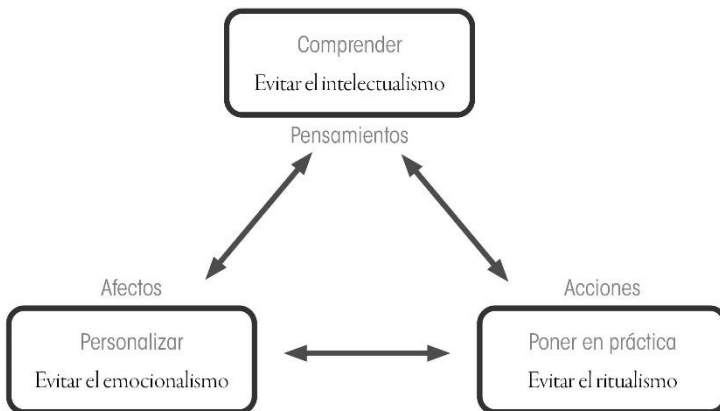 Comprender
Evitar el intelectualismo
Pensamientos
Afectos
Acciones
Personalizar
Evitar el emocionalismo
Poner en práctica
Evitar el ritualismo